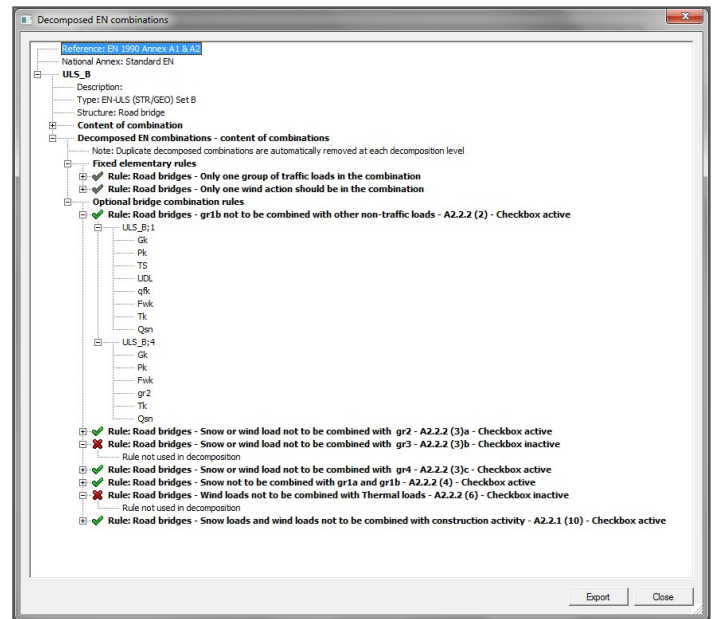 Decomposed EN combinations
Reference: EN 1990 Annex A1 & A2
National Annex: Standard EN
ULS_B
Description:
Type: EN-ULS (STR/GEO) Set B
Structure: Road bridge
Content of combination
Decomposed EN combinations - content of combinations
Note: Duplicate decomposed combinations are automatically removed at each decomposition level
Fixed elementary rules
Rule: Road bridges - Only one group of traffic loads in the combination
Rule: Road bridges - Only one wind action should be in the combination
Optional bridge combination rules
Rule: Road bridges - gr1b not to be combined with other non-traffic loads - A2.2.2 (2) - Checkbox active
ULS_B;1
Gk
Pk
TS
UDL
qfk
Fwk
Tk
Qsn
ULS_B;4
Gk
Pk
Fwk
gr2
Tk
Qsn
Rule: Road bridges - Snow or wind load not to be combined with gr2 - A2.2.2 (3)a - Checkbox active
Rule: Road bridges - Snow or wind load not to be combined with gr3 - A2.2.2 (3)b - Checkbox inactive
Rule not used in decomposition
Rule: Road bridges - Snow or wind load not to be combined with gr4 - A2.2.2 (3)c - Checkbox active
Rule: Road bridges - Snow not to be combined with gr1a and gr1b - A2.2.2 (4) - Checkbox active
Rule: Road bridges - Wind loads not to be combined with Thermal loads - A2.2.2 (6) - Checkbox inactive
Rule not used in decomposition
Rule: Road bridges - Snow loads and wind loads not to be combined with construction activity - A2.2.1 (10) - Checkbox active
Export Close